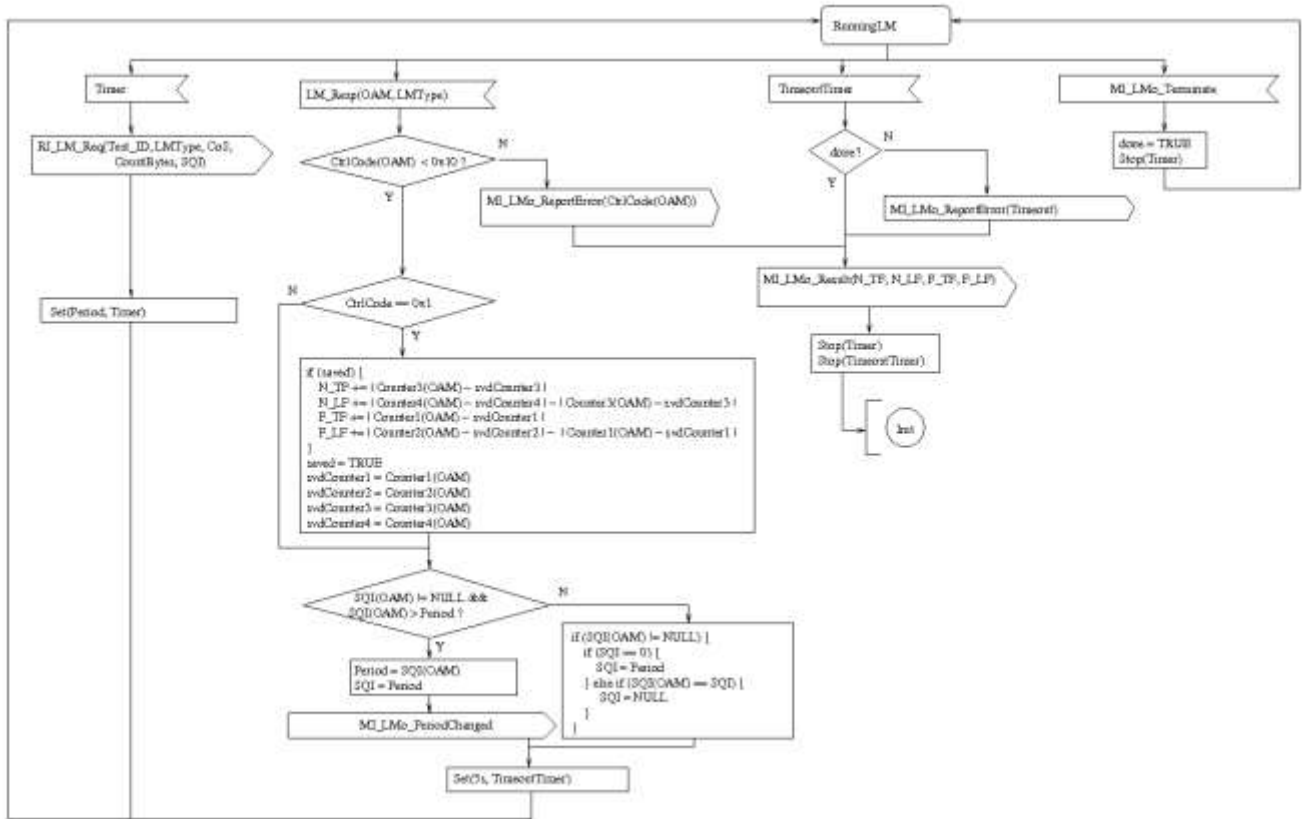 RunningLM
Timer
LM_Resp(OAM, LMType)
TimeoutTimer
MI_LMo_Terminate
RI_LM_Req(Test_ID, LMType, CoS,
CountBytes, SQI)
CtrlCode(OAM) < 0x10 ?
N
Y
done?
N
Y
done = TRUE
Stop(Timer)
MI_LMo_ReportError(CtrlCode(OAM))
MI_LMo_ReportError(Timeout)
MI_LMo_Result(N_TF, N_LF, F_TF, F_LF)
Set(Period, Timer)
N
CtrlCode == 0x1
Y
Stop(Timer)
Stop(TimeoutTimer)
Init
if (saved) {
N_TF += | Counter3(OAM) – svdCounter3 |
N_LF += | Counter4(OAM) – svdCounter4 | – | Counter3(OAM) – svdCounter3 |
F_TF += | Counter1(OAM) – svdCounter1 |
F_LF += | Counter2(OAM) – svdCounter2 | – | Counter1(OAM) – svdCounter1 |
}
saved = TRUE
svdCounter1 = Counter1(OAM)
svdCounter2 = Counter2(OAM)
svdCounter3 = Counter3(OAM)
svdCounter4 = Counter4(OAM)
SQI(OAM) != NULL &&
SQI(OAM) > Period ?
N
Y
Period = SQI(OAM)
SQI = Period
MI_LMo_PeriodChanged
if (SQI(OAM) != NULL) {
if (SQI == 0) {
SQI = Period
} else if (SQI(OAM) == SQI) {
SQI = NULL
}
}
Set(5s, TimeoutTimer)